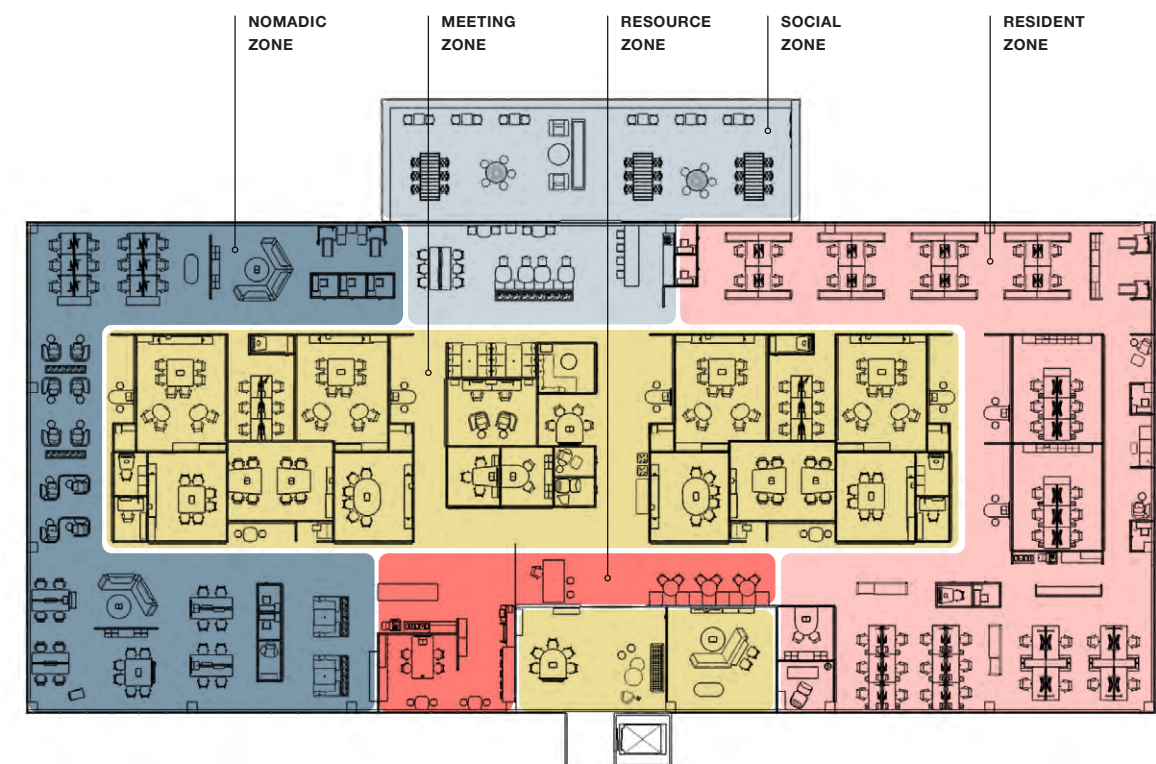 NOMADIC
ZONE
MEETING
ZONE
RESOURCE
ZONE
SOCIAL
ZONE
RESIDENT
ZONE